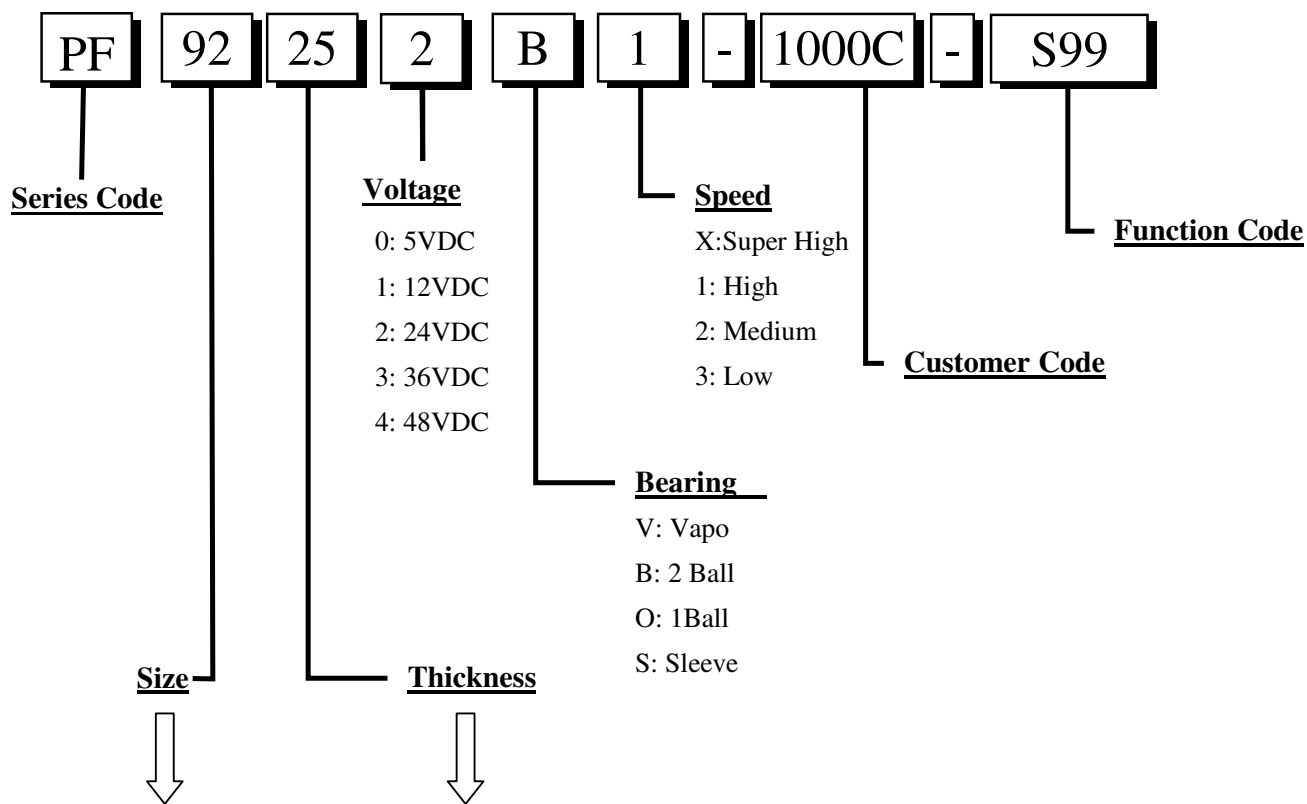 PF 92 25 2 B 1 - 1000C - S99
Series Code
Voltage
0: 5VDC
1: 12VDC
2: 24VDC
3: 36VDC
4: 48VDC
Speed
X:Super High
1: High
2: Medium
3: Low
Function Code
Customer Code
Bearing
V: Vapo
B: 2 Ball
O: 1Ball
S: Sleeve
Size
Thickness